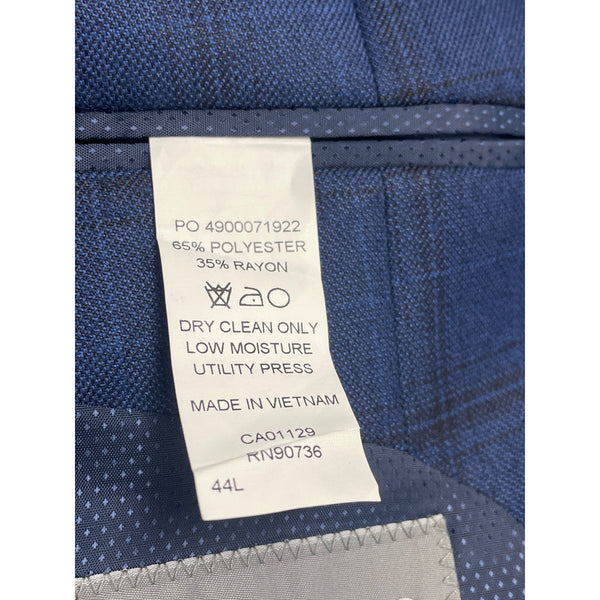 PO 4900071922
65% POLYESTER
35% RAYON
DRY CLEAN ONLY
LOW MOISTURE
UTILITY PRESS
MADE IN VIETNAM
CA01129
RN90736
44L